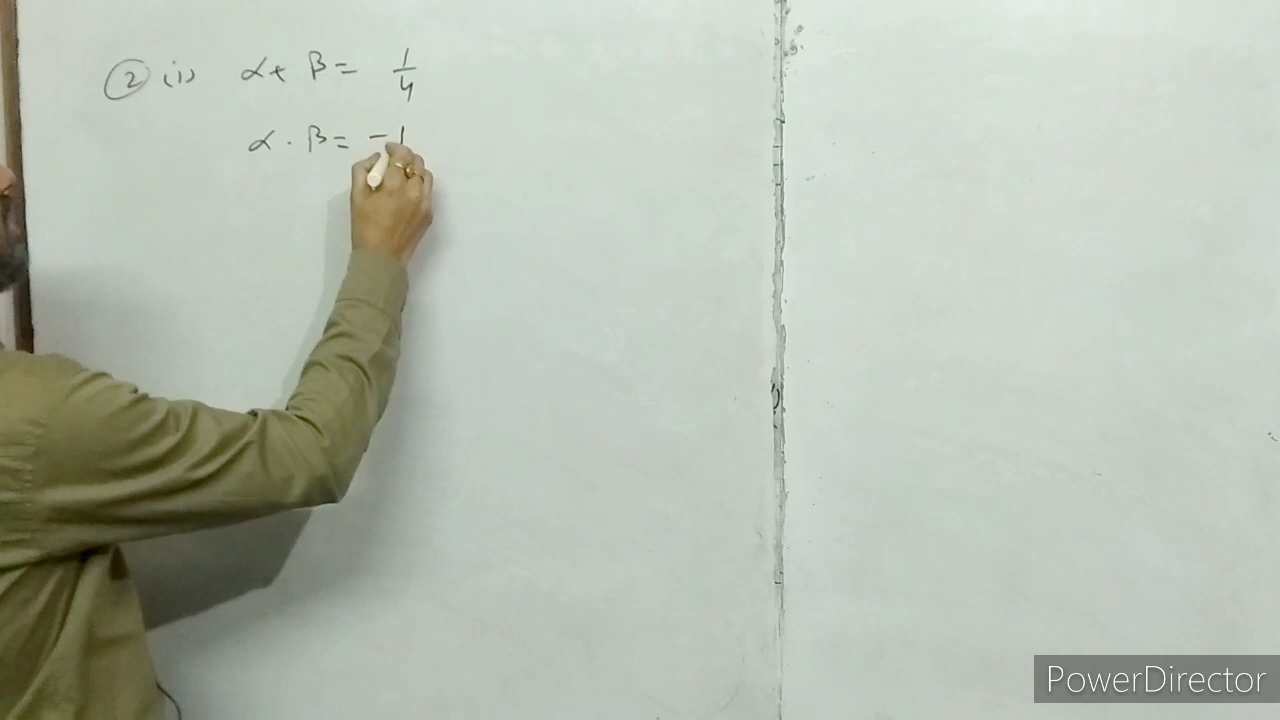 ② (i) α + β = 1/4
α · β = -1
PowerDirector